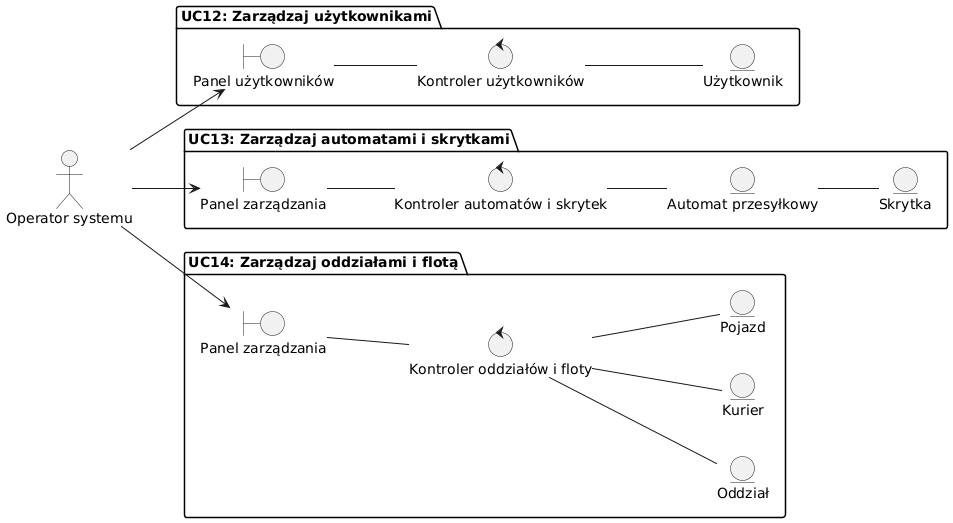 UC12: Zarządzaj użytkownikami
Panel użytkowników
Kontroler użytkowników
Użytkownik
UC13: Zarządzaj automatami i skrytkami
Operator systemu
Panel zarządzania
Kontroler automatów i skrytek
Automat przesyłkowy
Skrytka
UC14: Zarządzaj oddziałami i flotą
Panel zarządzania
Kontroler oddziałów i floty
Pojazd
Kurier
Oddział